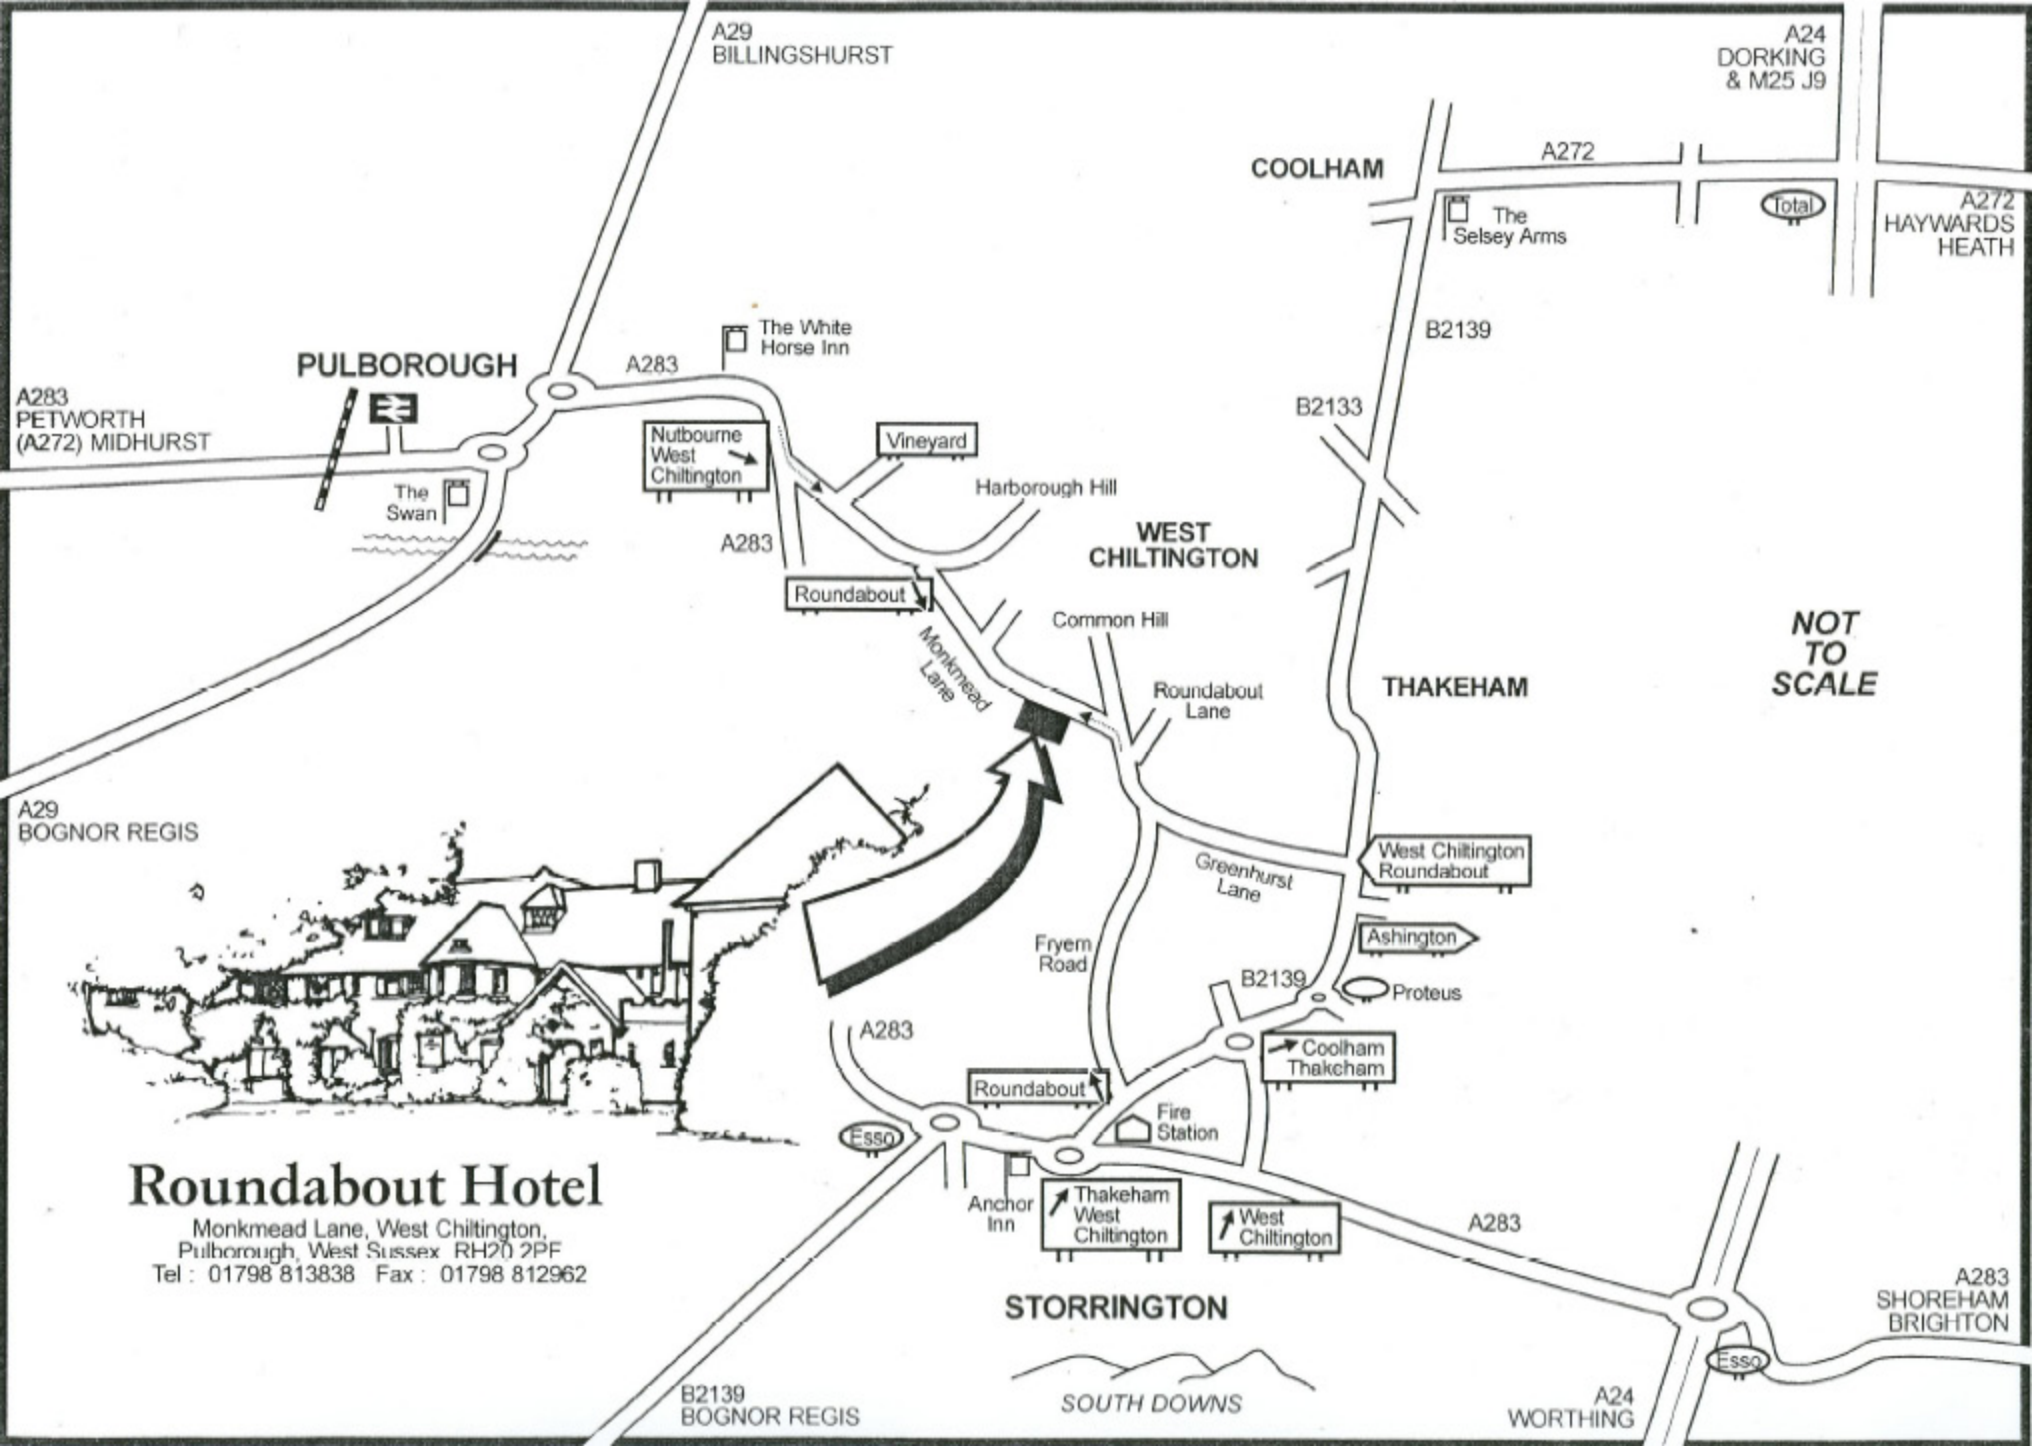 A29
BILLINGSHURST
A24
DORKING
& M25 J9
COOLHAM
A272
Total
A272
HAYWARDS
HEATH
The
Selsey Arms
B2139
The White
Horse Inn
PULBOROUGH
A283
A283
PETWORTH
(A272) MIDHURST
B2133
Nutbourne
West
Chiltington
Vineyard
The
Swan
Harborough Hill
A283
WEST
CHILTINGTON
Roundabout
Common Hill
NOT
TO
SCALE
Monkmead
Lane
Roundabout
Lane
THAKEHAM
A29
BOGNOR REGIS
West Chiltington
Roundabout
Greenhurst
Lane
Ashington
Fryern
Road
B2139
Proteus
A283
Coolham
Thakeham
Roundabout
Fire
Station
Esso
Anchor
Inn
Thakeham
West
Chiltington
West
Chiltington
A283
Roundabout Hotel
Monkmead Lane, West Chiltington,
Pulborough, West Sussex RH20 2PF
Tel : 01798 813838 Fax : 01798 812962
STORRINGTON
A283
SHOREHAM
BRIGHTON
Esso
SOUTH DOWNS
B2139
BOGNOR REGIS
A24
WORTHING